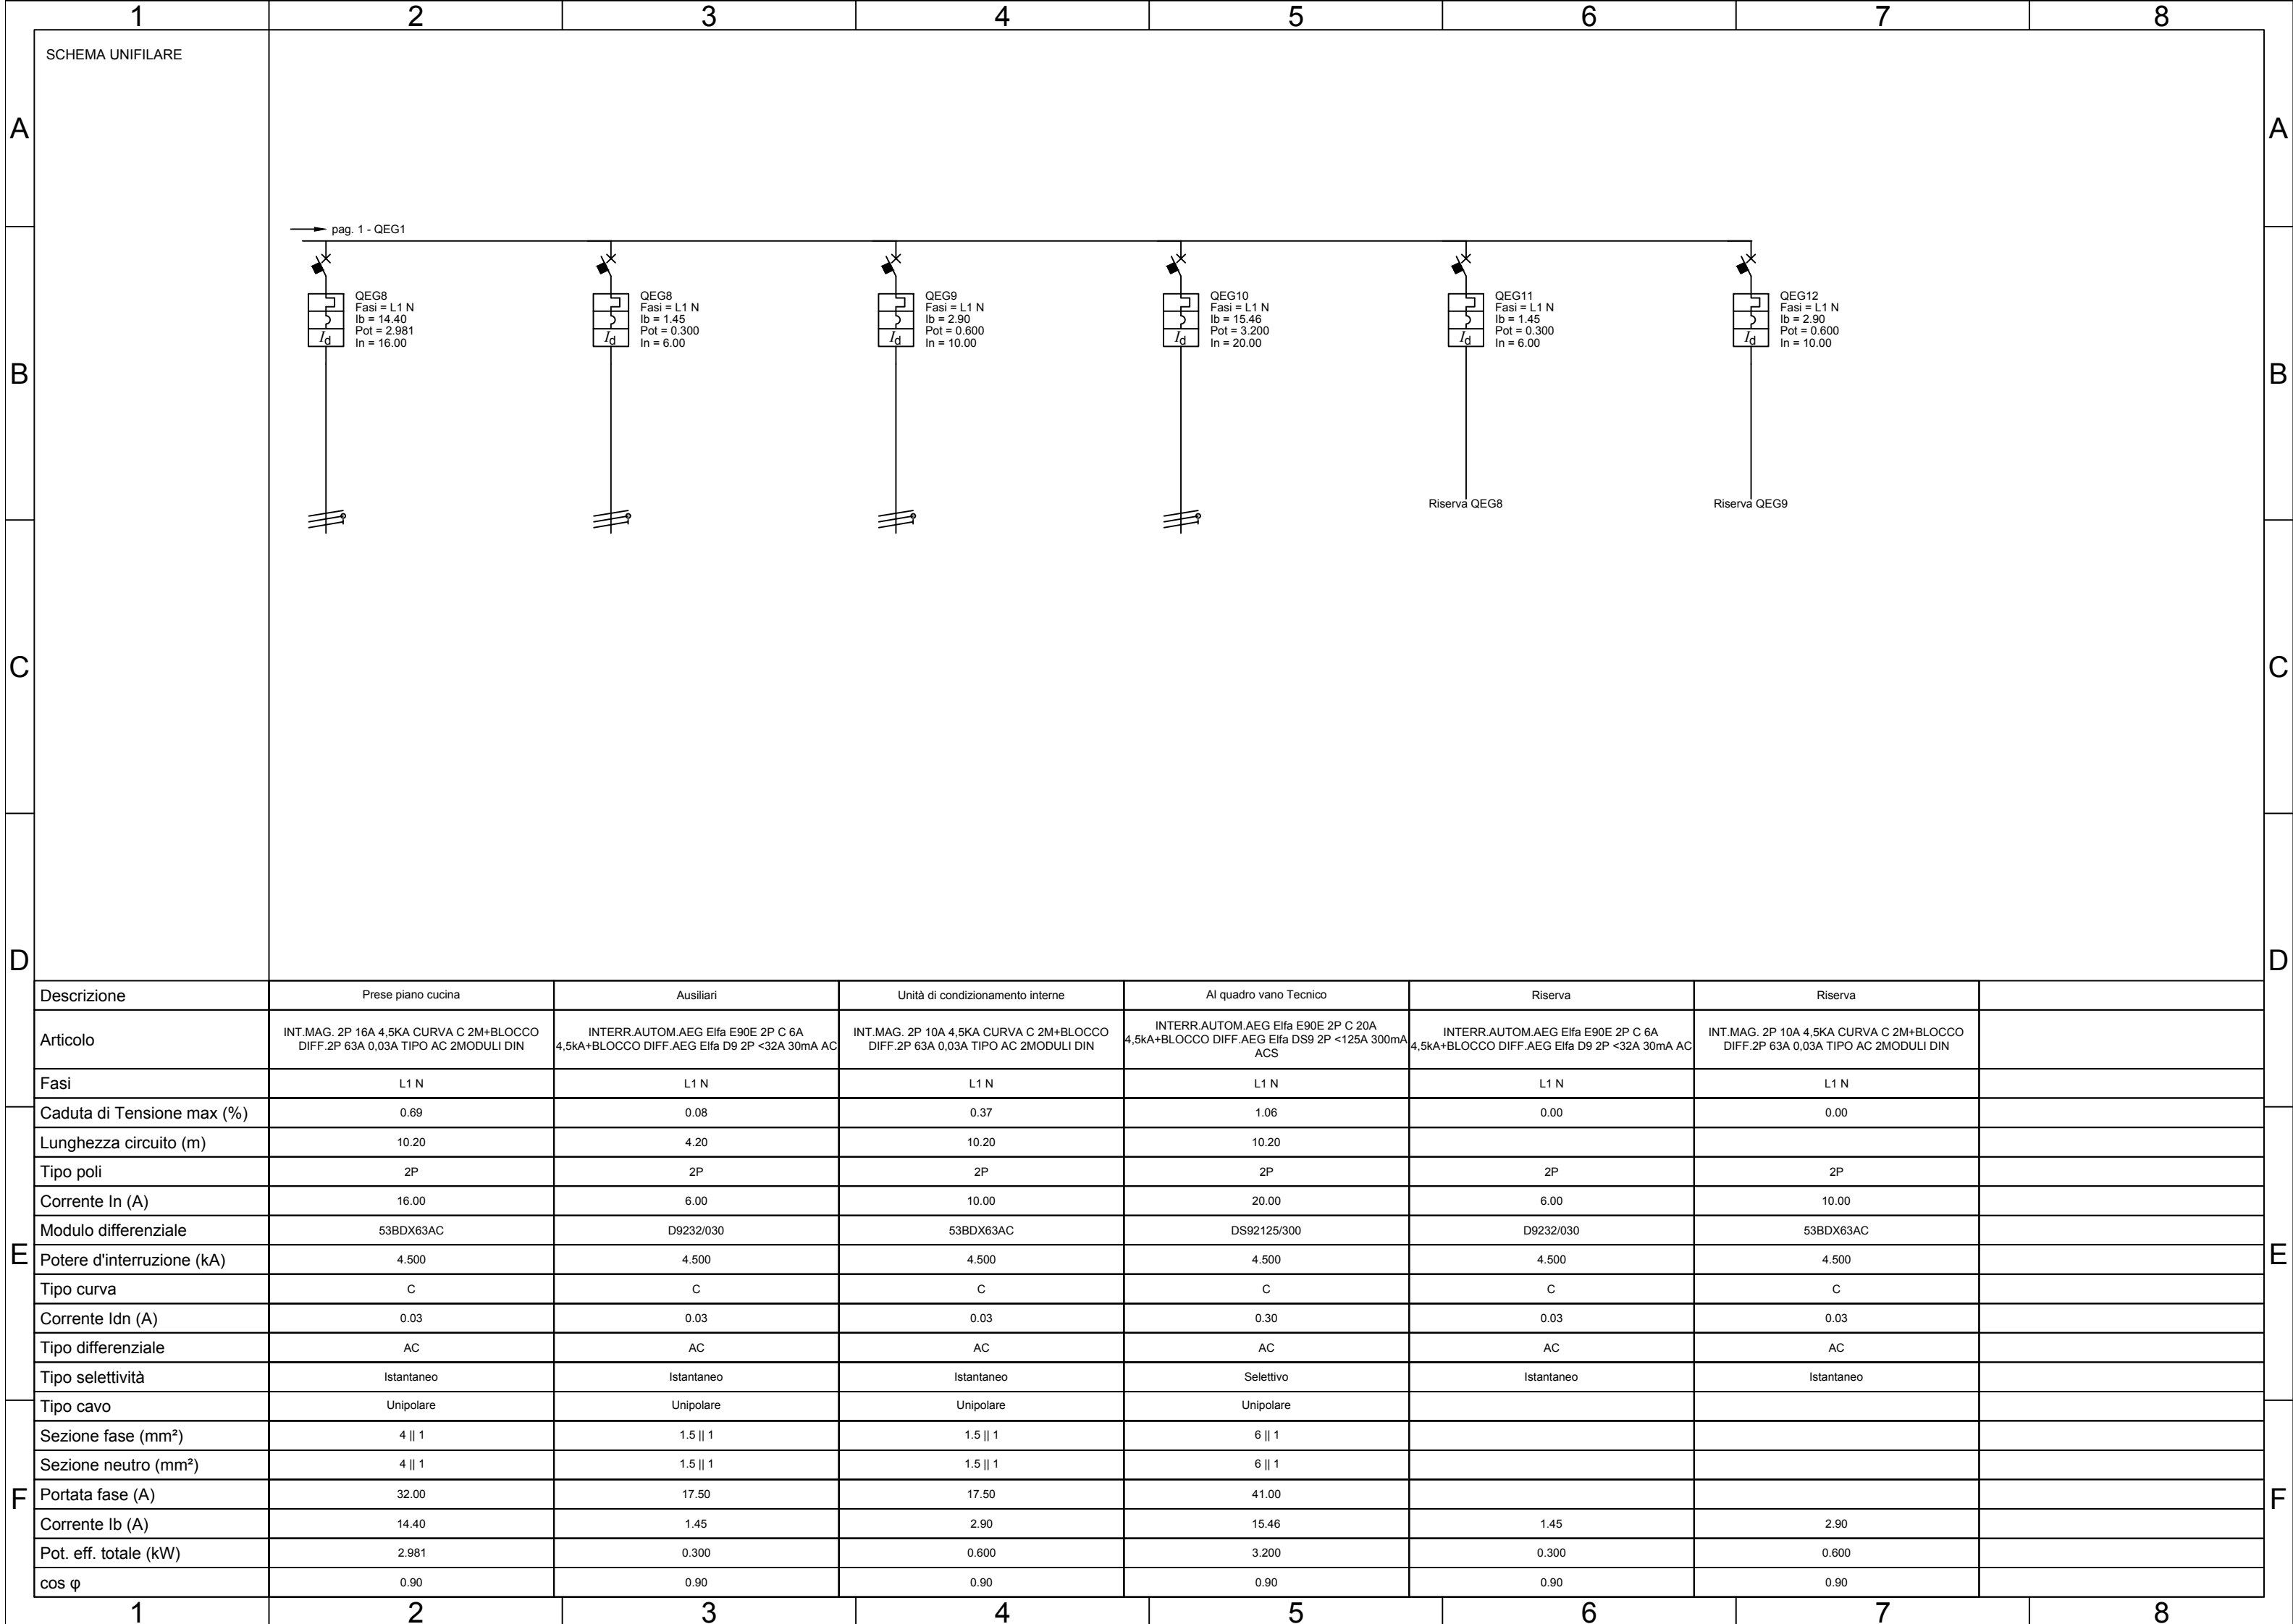 1 2 3 4 5 6 7 8
SCHEMA UNIFILARE
A A
pag. 1 - QEG1
QEG8
Fasi = L1 N
Ib = 14.40
Pot = 2.981
In = 16.00
Id
QEG8
Fasi = L1 N
Ib = 1.45
Pot = 0.300
In = 6.00
Id
QEG9
Fasi = L1 N
Ib = 2.90
Pot = 0.600
In = 10.00
Id
QEG10
Fasi = L1 N
Ib = 15.46
Pot = 3.200
In = 20.00
Id
QEG11
Fasi = L1 N
Ib = 1.45
Pot = 0.300
In = 6.00
Id
QEG12
Fasi = L1 N
Ib = 2.90
Pot = 0.600
In = 10.00
Id
B B
Riserva QEG8
Riserva QEG9
C C
D D
Descrizione Prese piano cucina Ausiliari Unità di condizionamento interne Al quadro vano Tecnico Riserva Riserva
Articolo
INT.MAG. 2P 16A 4,5KA CURVA C 2M+BLOCCO
DIFF.2P 63A 0,03A TIPO AC 2MODULI DIN
INTERR.AUTOM.AEG Elfa E90E 2P C 6A
4,5kA+BLOCCO DIFF.AEG Elfa D9 2P <32A 30mA AC
INT.MAG. 2P 10A 4,5KA CURVA C 2M+BLOCCO
DIFF.2P 63A 0,03A TIPO AC 2MODULI DIN
INTERR.AUTOM.AEG Elfa E90E 2P C 20A
4,5kA+BLOCCO DIFF.AEG Elfa DS9 2P <125A 300mA
ACS
INTERR.AUTOM.AEG Elfa E90E 2P C 6A
4,5kA+BLOCCO DIFF.AEG Elfa D9 2P <32A 30mA AC
INT.MAG. 2P 10A 4,5KA CURVA C 2M+BLOCCO
DIFF.2P 63A 0,03A TIPO AC 2MODULI DIN
Fasi L1 N L1 N L1 N L1 N L1 N L1 N
Caduta di Tensione max (%) 0.69 0.08 0.37 1.06 0.00 0.00
Lunghezza circuito (m) 10.20 4.20 10.20 10.20
Tipo poli 2P 2P 2P 2P 2P 2P
Corrente In (A) 16.00 6.00 10.00 20.00 6.00 10.00
Modulo differenziale 53BDX63AC D9232/030 53BDX63AC DS92125/300 D9232/030 53BDX63AC
E E
Potere d'interruzione (kA) 4.500 4.500 4.500 4.500 4.500 4.500
Tipo curva C C C C C C
Corrente Idn (A) 0.03 0.03 0.03 0.30 0.03 0.03
Tipo differenziale AC AC AC AC AC AC
Tipo selettività Istantaneo Istantaneo Istantaneo Selettivo Istantaneo Istantaneo
Tipo cavo Unipolare Unipolare Unipolare Unipolare
Sezione fase (mm²) 4 || 1 1.5 || 1 1.5 || 1 6 || 1
Sezione neutro (mm²) 4 || 1 1.5 || 1 1.5 || 1 6 || 1
F F
Portata fase (A) 32.00 17.50 17.50 41.00
Corrente Ib (A) 14.40 1.45 2.90 15.46 1.45 2.90
Pot. eff. totale (kW) 2.981 0.300 0.600 3.200 0.300 0.600
cos φ 0.90 0.90 0.90 0.90 0.90 0.90
1 2 3 4 5 6 7 8